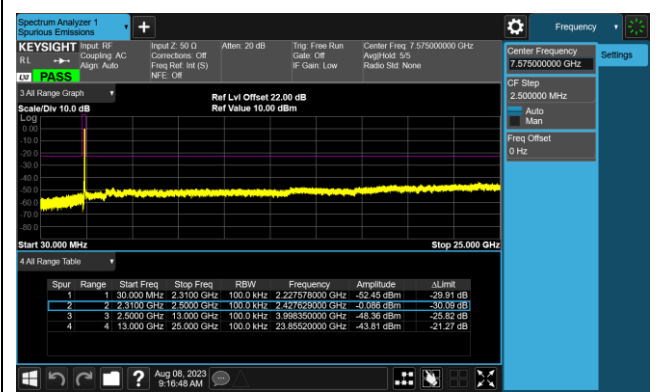 Spectrum Analyzer 1
Spurious Emissions
Frequency
KEYSIGHT
RL
LXI
PASS
Input: RF
Coupling: AC
Align: Auto
Input Z: 50 Ω
Corrections: Off
Freq Ref: Int (S)
NFE: Off
Atten: 20 dB
Trig: Free Run
Gate: Off
IF Gain: Low
Center Freq: 7.575000000 GHz
Avg|Hold: 5/5
Radio Std: None
Center Frequency
7.575000000 GHz
Settings
CF Step
2.500000 MHz
Auto
Man
Freq Offset
0 Hz
3 All Range Graph
Scale/Div 10.0 dB
Ref Lvl Offset 22.00 dB
Ref Value 10.00 dBm
Log
0.00
-10.0
-20.0
-30.0
-40.0
-50.0
-60.0
-70.0
-80.0
Start 30.000 MHz
Stop 25.000 GHz
4 All Range Table
Spur Range Start Freq Stop Freq RBW Frequency Amplitude ΔLimit
1 1 30.000 MHz 2.3100 GHz 100.0 kHz 2.227578000 GHz -52.45 dBm -29.91 dB
2 2 2.3100 GHz 2.5000 GHz 100.0 kHz 2.427629000 GHz -0.086 dBm -30.09 dB
3 3 2.5000 GHz 13.000 GHz 100.0 kHz 3.998350000 GHz -48.36 dBm -25.82 dB
4 4 13.000 GHz 25.000 GHz 100.0 kHz 23.85520000 GHz -43.81 dBm -21.27 dB
?
Aug 08, 2023
9:16:48 AM